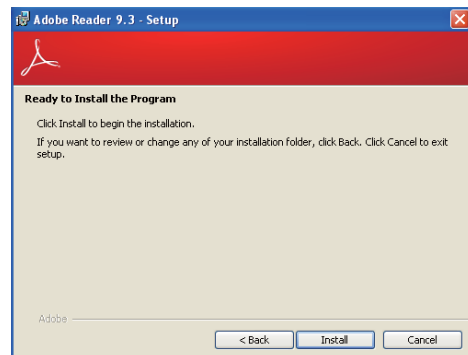 Adobe Reader 9.3 - Setup
Ready to Install the Program
Click Install to begin the installation.
If you want to review or change any of your installation folder, click Back. Click Cancel to exit
setup.
Adobe
< Back Install Cancel